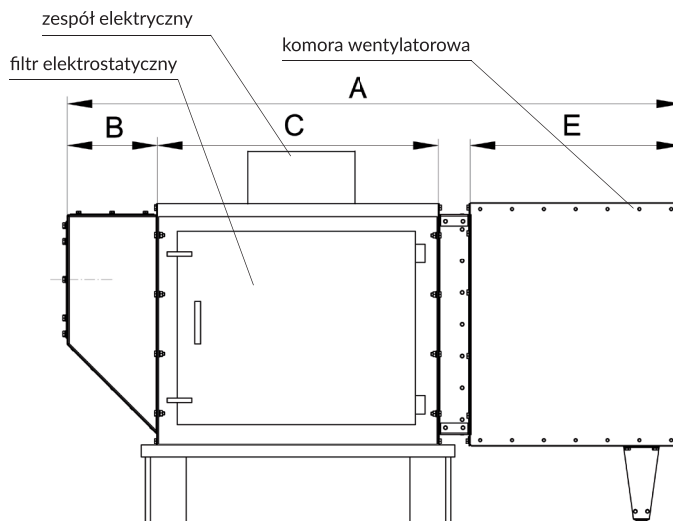 zespół elektryczny
komora wentylatorowa
filtr elektrostatyczny
A
B
C
E